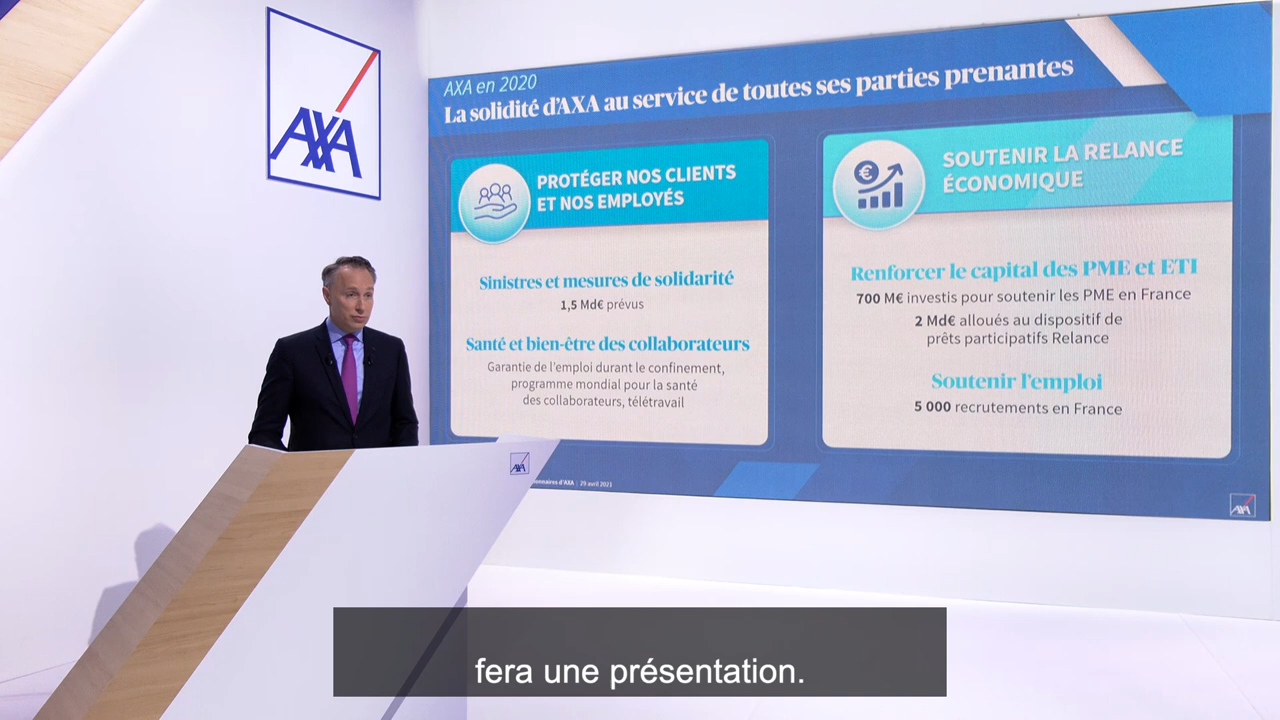 AXA
AXA en 2020
La solidité d'AXA au service de toutes ses parties prenantes
PROTÉGER NOS CLIENTS
ET NOS EMPLOYÉS
Sinistres et mesures de solidarité
1,5 Md€ prévus
Santé et bien-être des collaborateurs
Garantie de l'emploi durant le confinement,
programme mondial pour la santé
des collaborateurs, télétravail
SOUTENIR LA RELANCE
ÉCONOMIQUE
€
Renforcer le capital des PME et ETI
700 M€ investis pour soutenir les PME en France
2 Md€ alloués au dispositif de
prêts participatifs Relance
Soutenir l'emploi
5 000 recrutements en France
AXA
d'AXA | 29 avril 2021
AXA
fera une présentation.